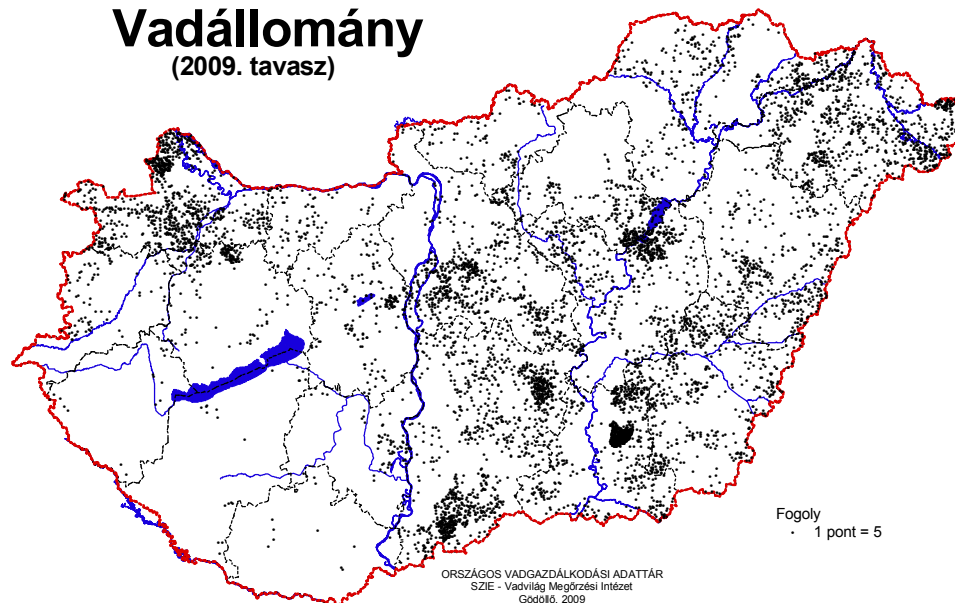 Vadállomány
(2009. tavasz)
Fogoly
1 pont = 5
ORSZÁGOS VADGAZDÁLKODÁSI ADATTÁR
SZIE - Vadvilág Megőrzési Intézet
Gödöllő, 2009